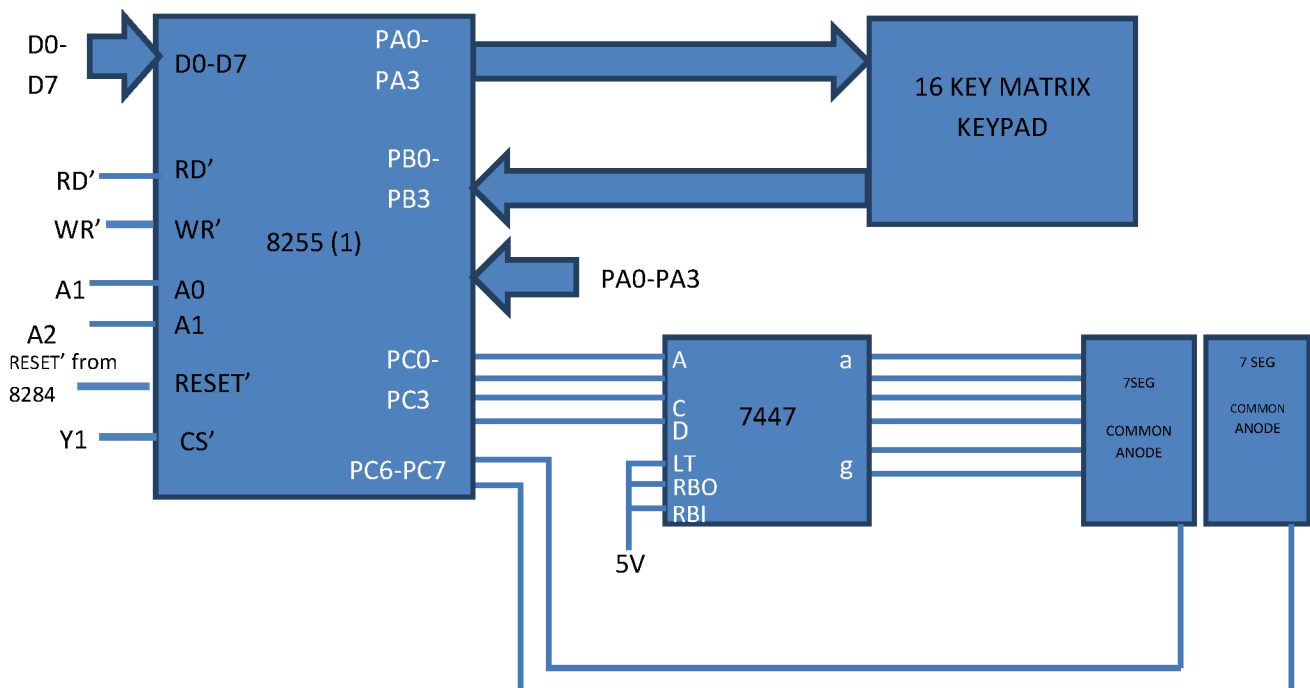 D0-
D7
D0-D7
RD’
RD’
WR’
WR’
A1
A0
A2
A1
RESET’ from
8284
RESET’
Y1
CS’
8255 (1)
PA0-
PA3
PB0-
PB3
PC0-
PC3
PC6-PC7
16 KEY MATRIX
KEYPAD
PA0-PA3
A
C
D
LT
RBO
RBI
7447
a
g
5V
7SEG
COMMON
ANODE
7 SEG
COMMON
ANODE